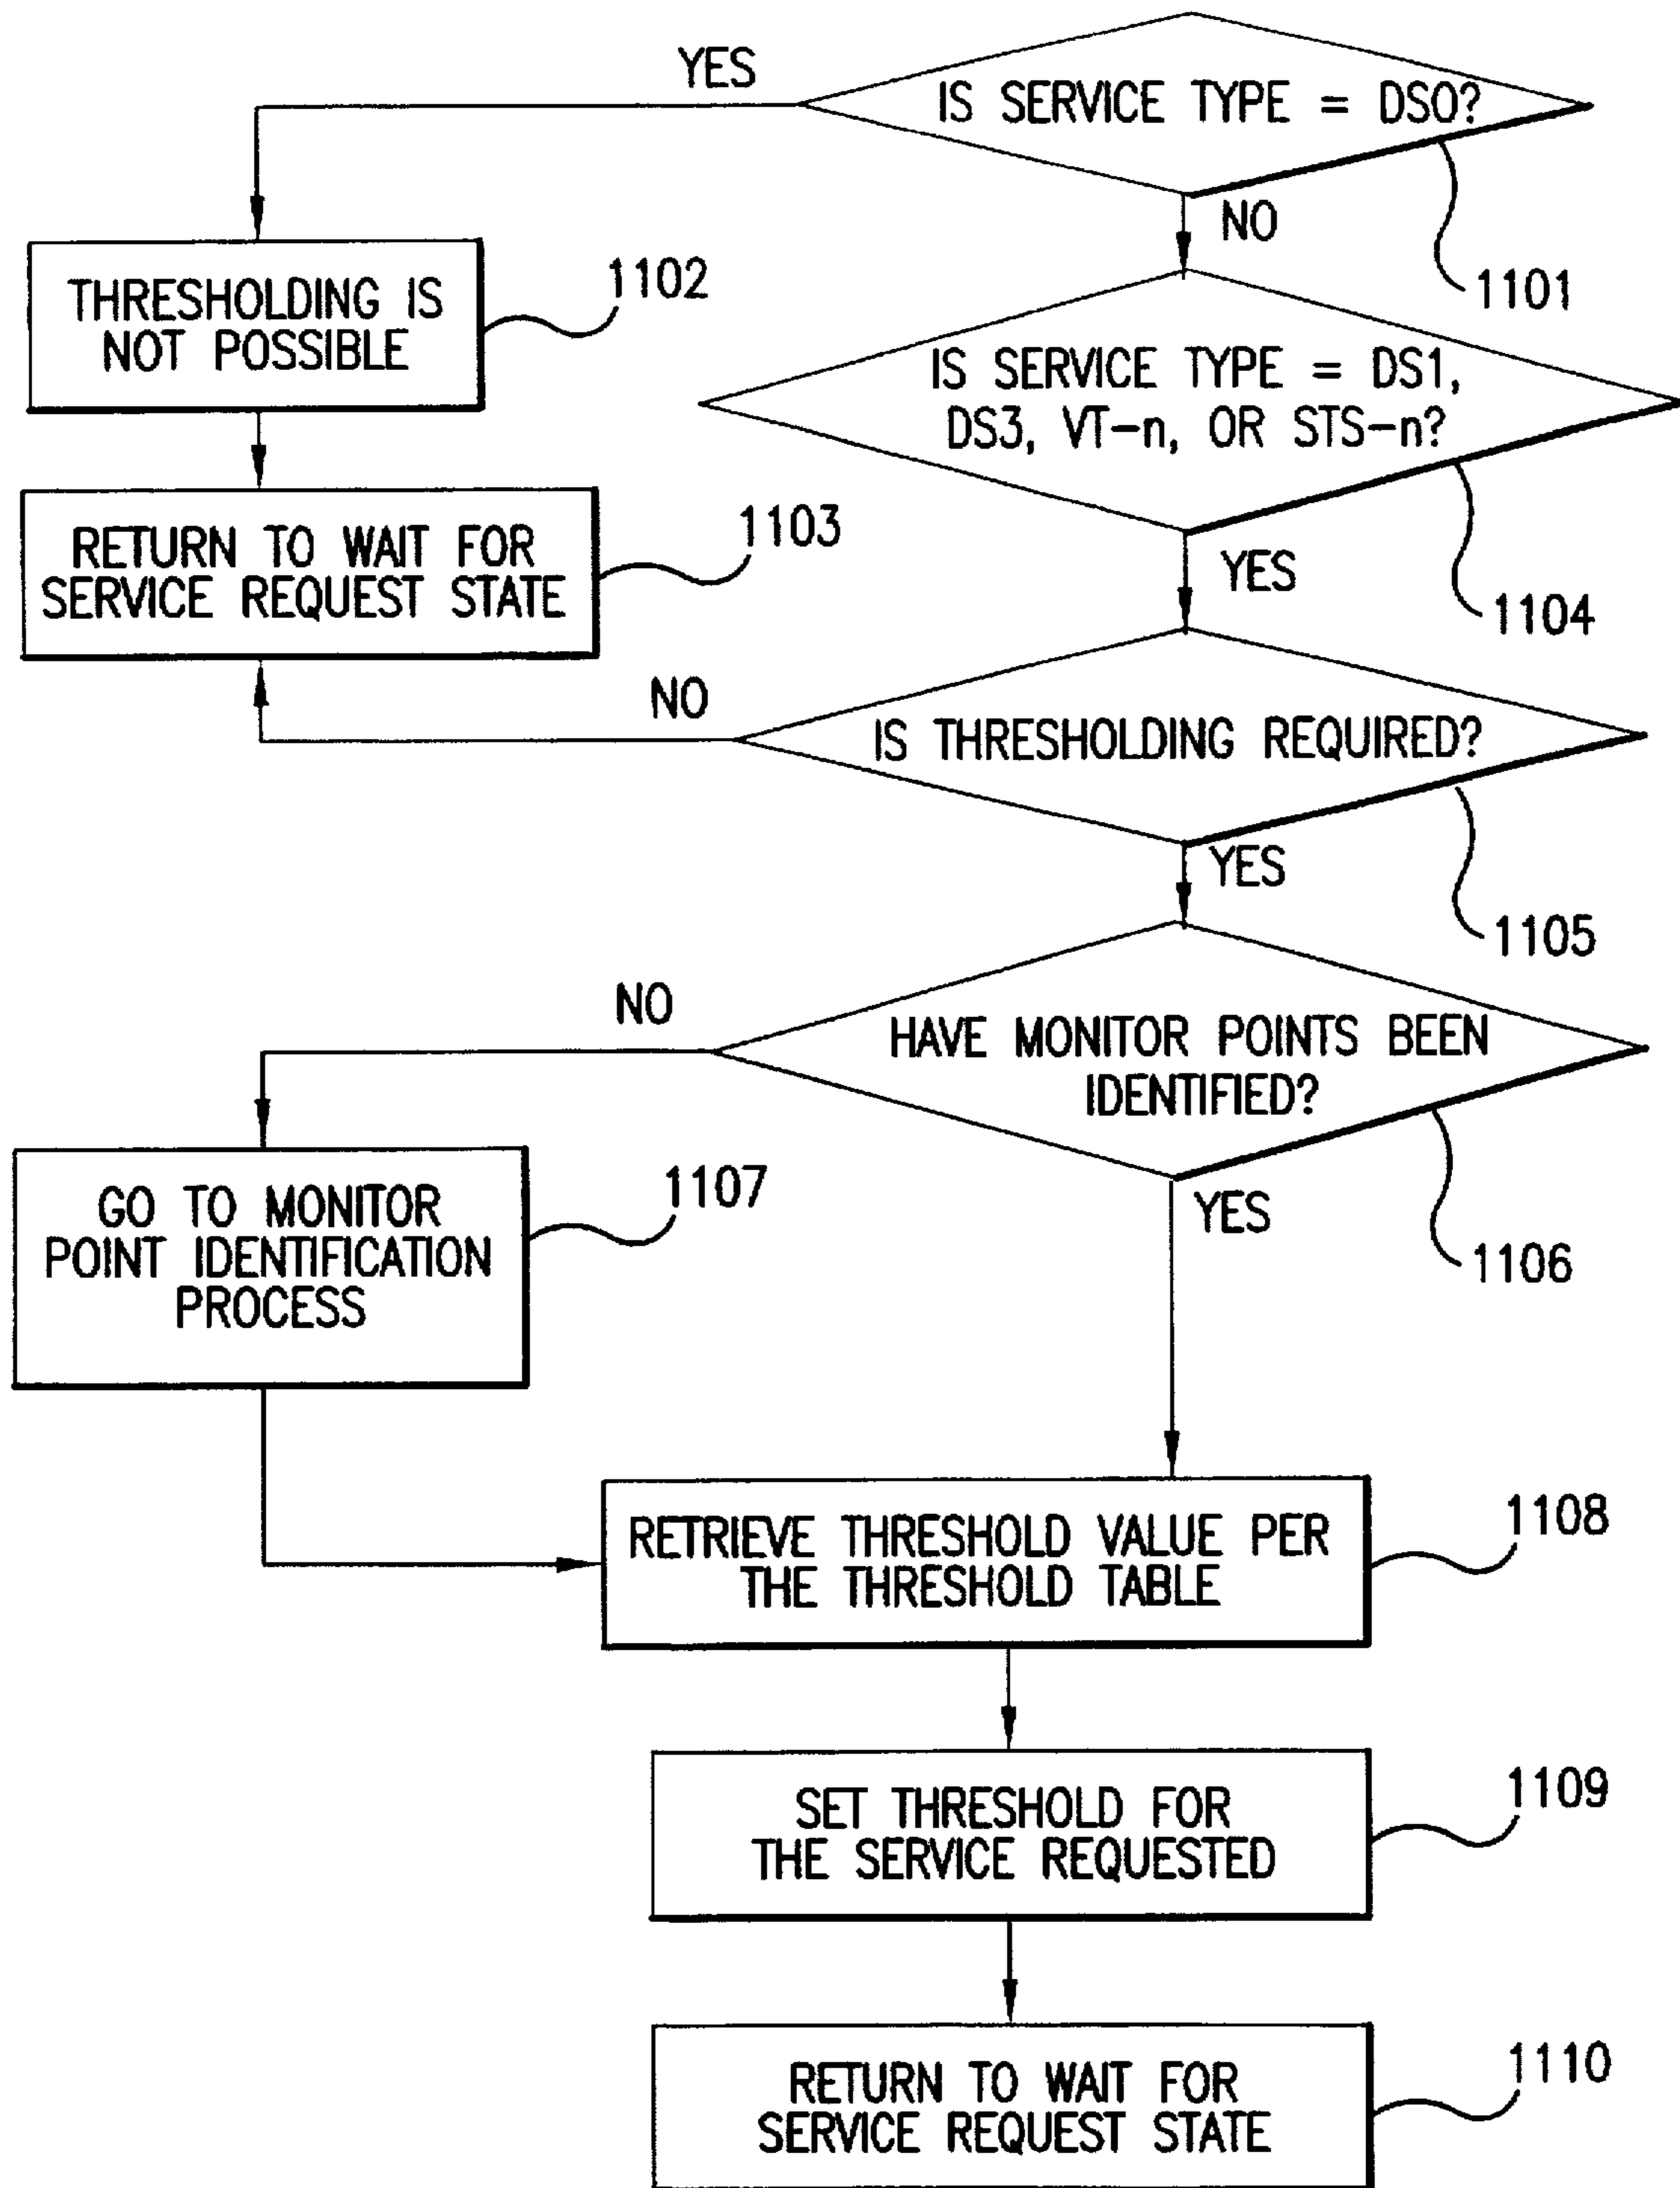 YES
IS SERVICE TYPE = DS0?
NO
1101
THRESHOLDING IS
NOT POSSIBLE
1102
IS SERVICE TYPE = DS1,
DS3, VT-n, OR STS-n?
1104
RETURN TO WAIT FOR
SERVICE REQUEST STATE
1103
YES
NO
IS THRESHOLDING REQUIRED?
1105
YES
NO
HAVE MONITOR POINTS BEEN
IDENTIFIED?
1106
YES
GO TO MONITOR
POINT IDENTIFICATION
PROCESS
1107
RETRIEVE THRESHOLD VALUE PER
THE THRESHOLD TABLE
1108
SET THRESHOLD FOR
THE SERVICE REQUESTED
1109
RETURN TO WAIT FOR
SERVICE REQUEST STATE
1110